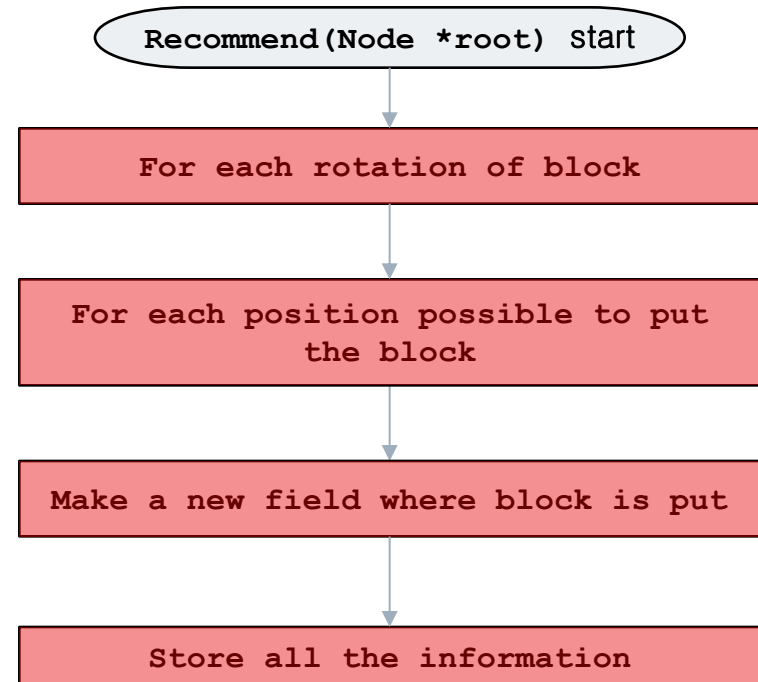 Recommend(Node *root) start
For each rotation of block
For each position possible to put
the block
Make a new field where block is put
Store all the information